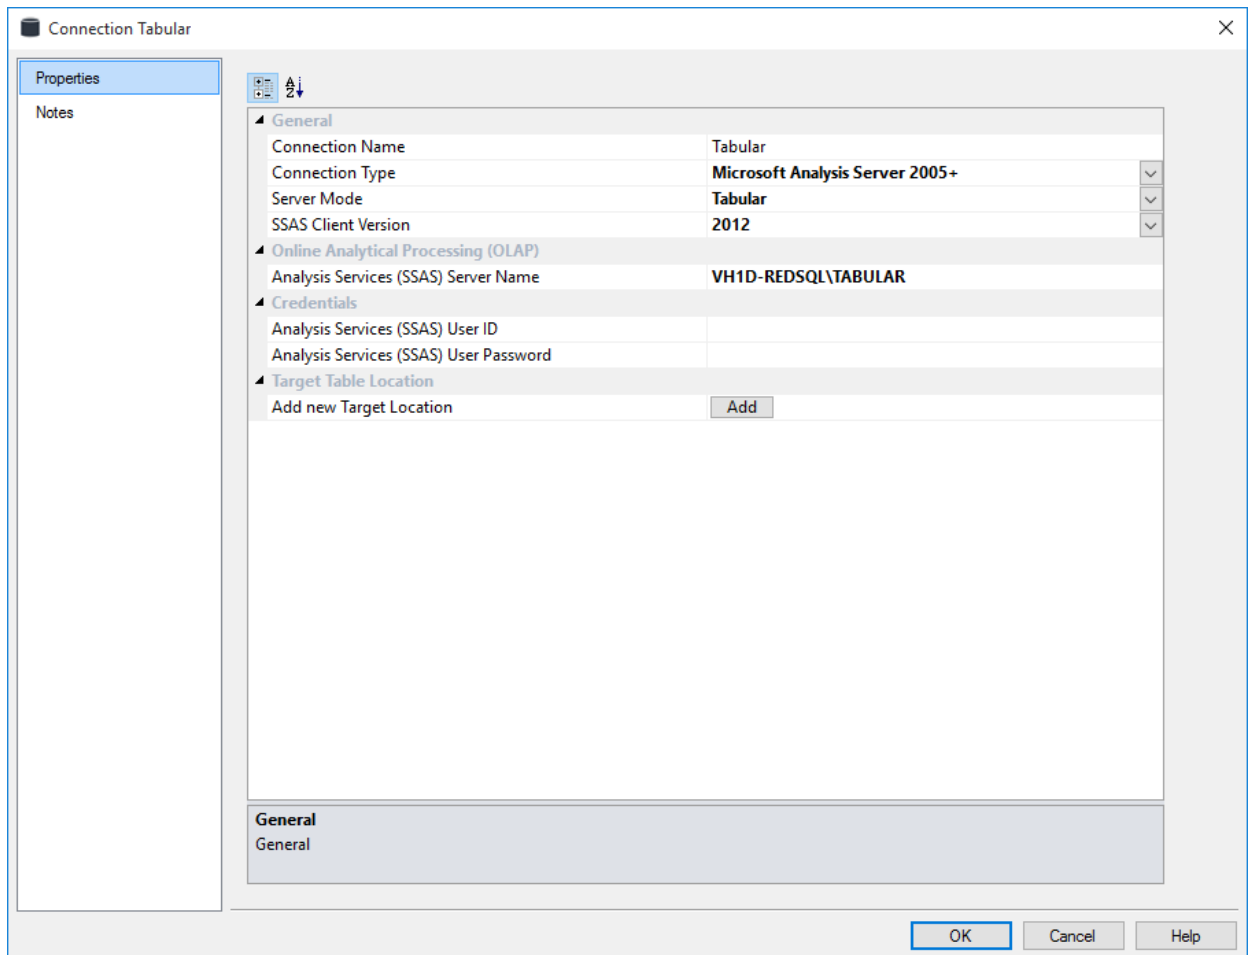 Connection Tabular
Properties
Notes
General
Connection Name Tabular
Connection Type Microsoft Analysis Server 2005+
Server Mode Tabular
SSAS Client Version 2012
Online Analytical Processing (OLAP)
Analysis Services (SSAS) Server Name VH1D-REDSQL\TABULAR
Credentials
Analysis Services (SSAS) User ID
Analysis Services (SSAS) User Password
Target Table Location
Add new Target Location Add
General
General
OK Cancel Help